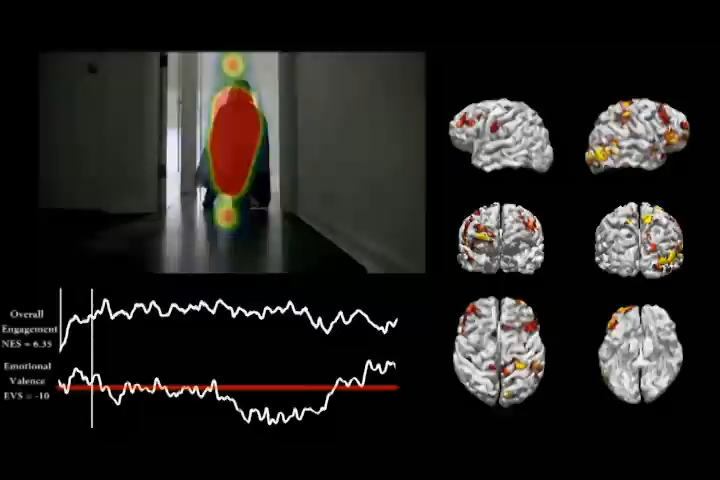 Overall
Engagement
NES = 6.35
Emotional
Valence
EVS = -10